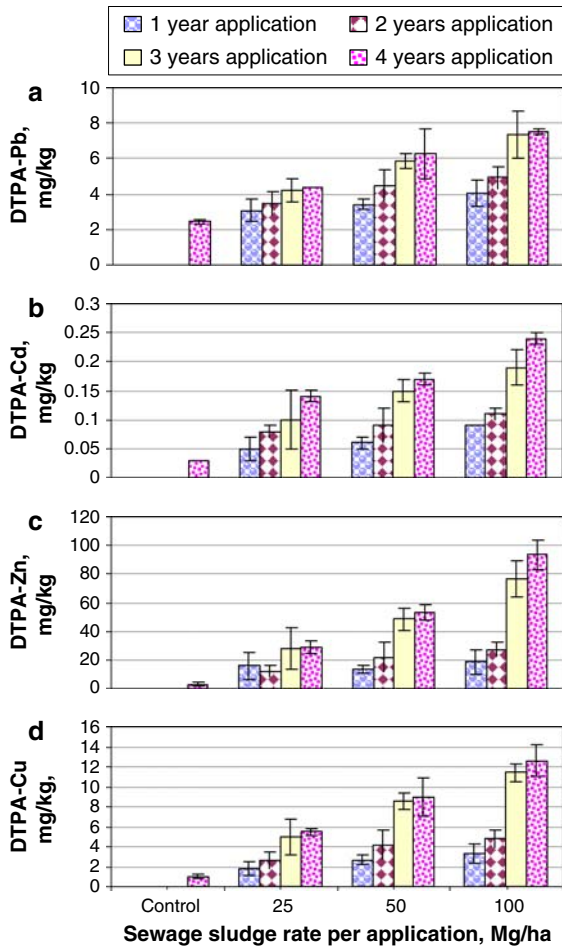 1 year application
2 years application
3 years application
4 years application
a
DTPA-Pb,
mg/kg
10
8
6
4
2
0
b
DTPA-Cd,
mg/kg
0.3
0.25
0.2
0.15
0.1
0.05
0
c
DTPA-Zn,
mg/kg
120
100
80
60
40
20
0
d
DTPA-Cu
mg/kg,
16
14
12
10
8
6
4
2
0
Control
25
50
100
Sewage sludge rate per application, Mg/ha